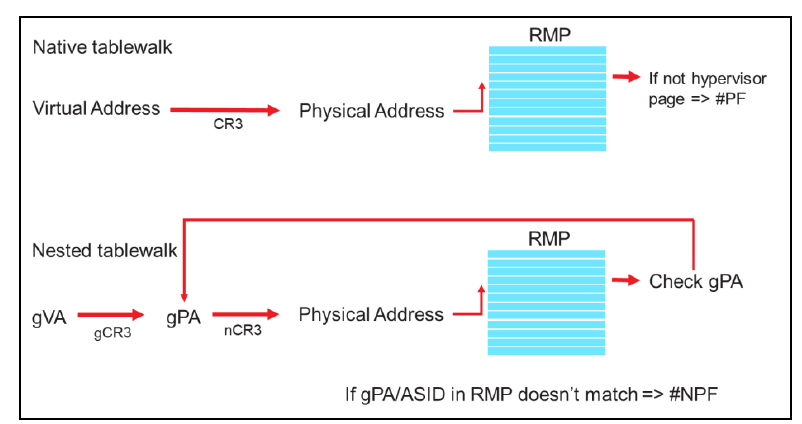 Native tablewalk
RMP
Virtual Address
CR3
Physical Address
If not hypervisor
page => #PF
Nested tablewalk
RMP
gVA
gCR3
gPA
nCR3
Physical Address
Check gPA
If gPA/ASID in RMP doesn't match => #NPF